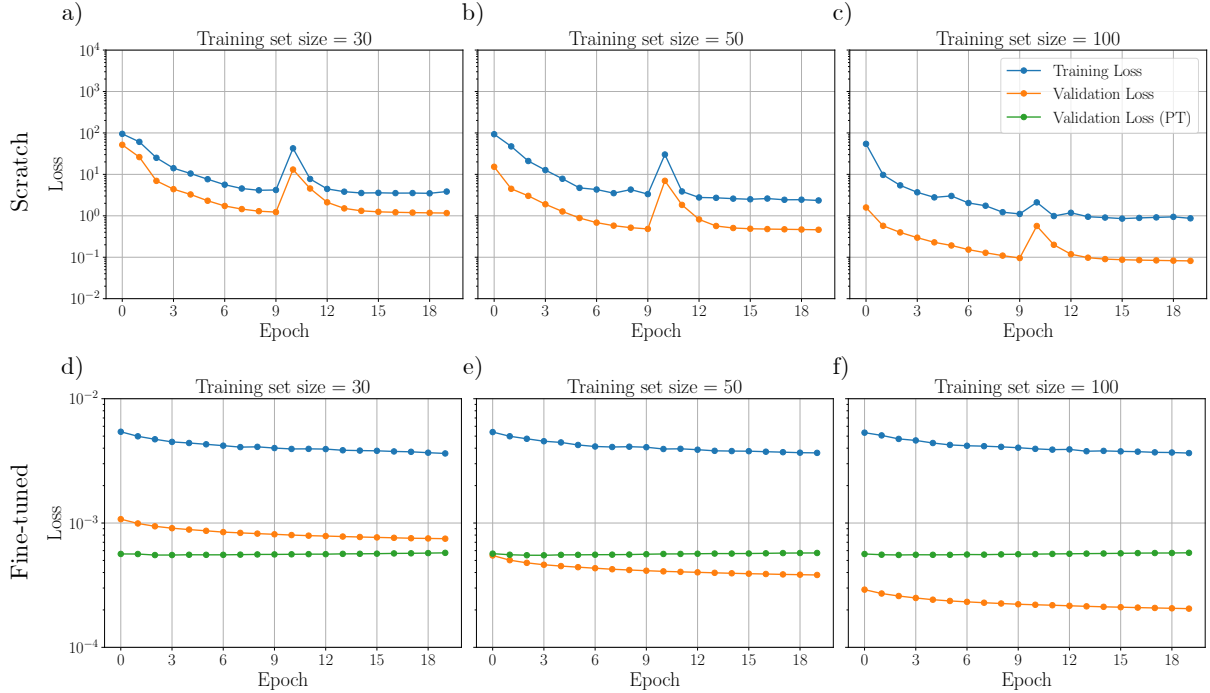 a)
b)
c)
Training set size = 30
Training set size = 50
Training set size = 100
Scratch
Loss
10^4
10^3
10^2
10^1
10^0
10^−1
10^−2
Training Loss
Validation Loss
Validation Loss (PT)
0 3 6 9 12 15 18
0 3 6 9 12 15 18
0 3 6 9 12 15 18
Epoch
Epoch
Epoch
d)
e)
f)
Training set size = 30
Training set size = 50
Training set size = 100
Fine-tuned
Loss
10^−2
10^−3
10^−4
0 3 6 9 12 15 18
0 3 6 9 12 15 18
0 3 6 9 12 15 18
Epoch
Epoch
Epoch